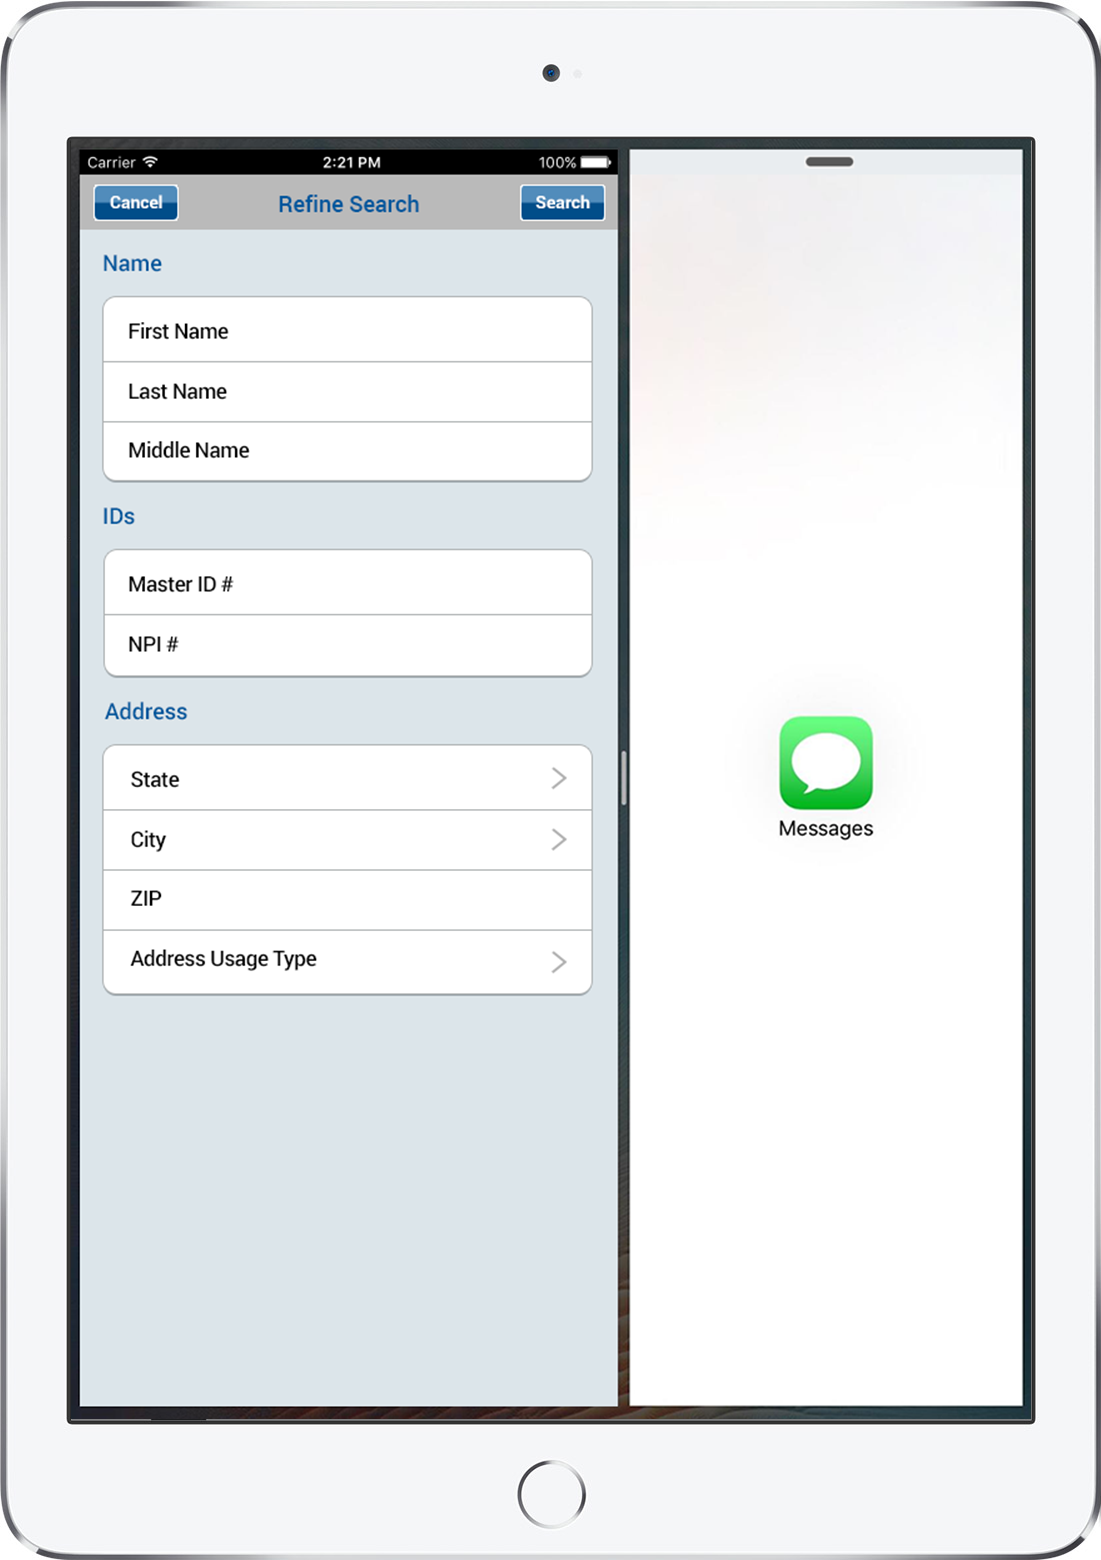 Carrier 2:21 PM 100%
Cancel Refine Search Search
Name
First Name
Last Name
Middle Name
IDs
Master ID #
NPI #
Address
State
City
ZIP
Address Usage Type
Messages